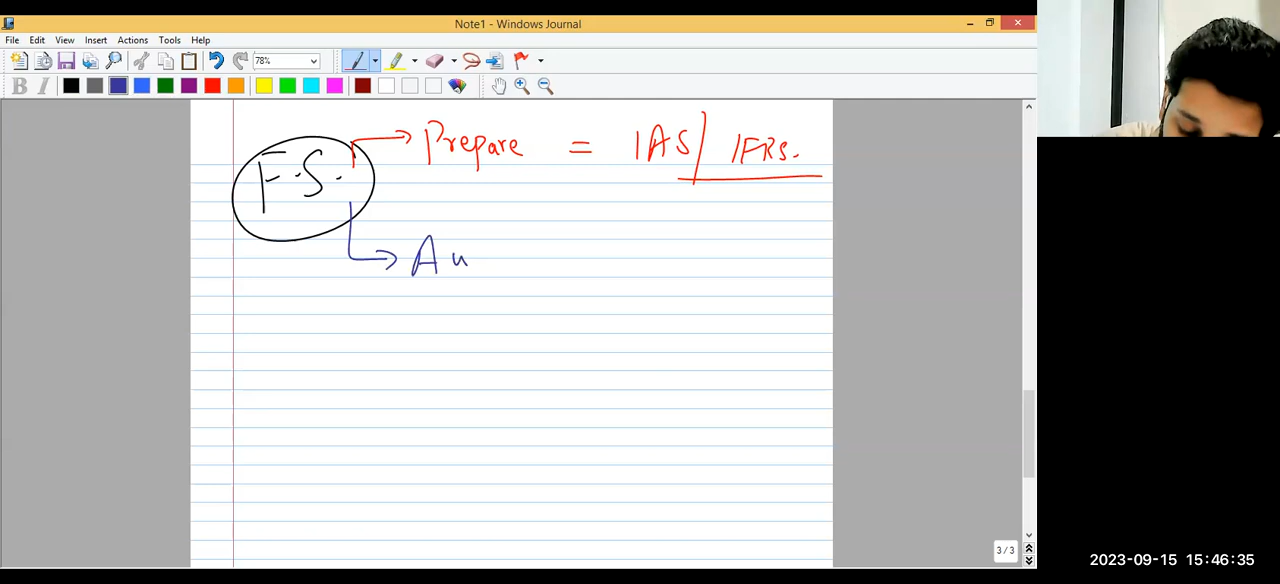 Note1 - Windows Journal
File Edit View Insert Actions Tools Help
78%
B I
Prepare = IAS / IFRS.
F.S.
Au
3 / 3
2023-09-15 15:46:35